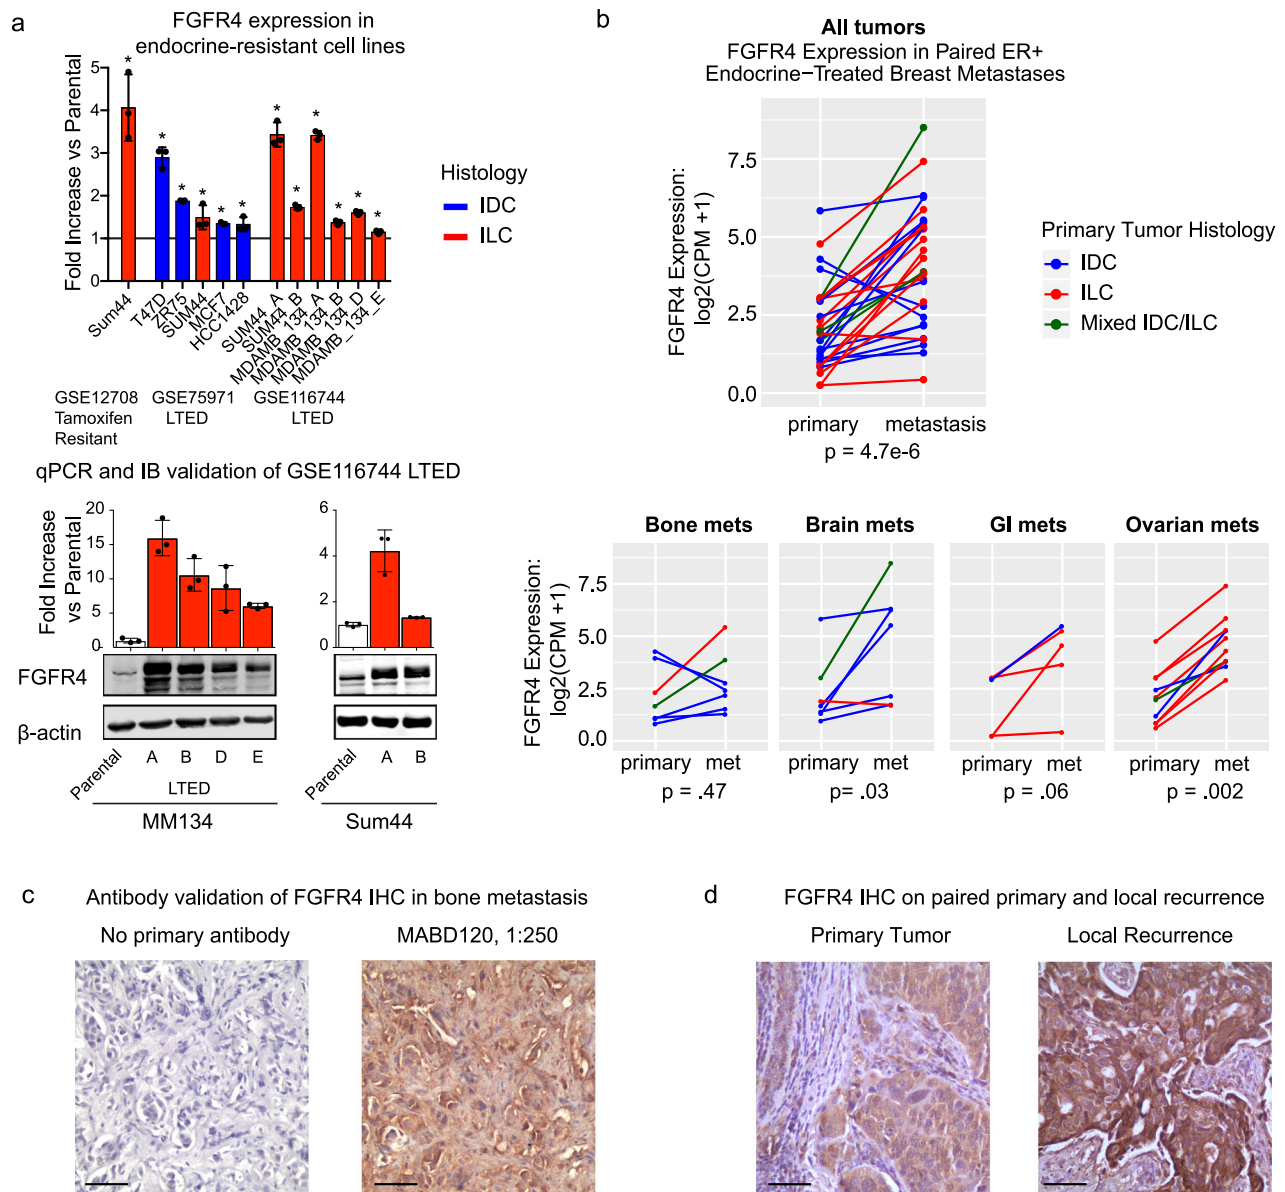 a
FGFR4 expression in
endocrine-resistant cell lines
Fold Increase vs Parental
5
4
3
2
1
0
*
*
*
*
*
*
*
*
*
*
*
*
Histology
IDC
ILC
Sum44
T47D
ZR75
SUM44
MCF7
HCC1428
SUM44_A
SUM44_B
MDAMB_134_A
MDAMB_134_B
MDAMB_134_D
MDAMB_134_E
GSE12708
Tamoxifen
Resitant
GSE75971
LTED
GSE116744
LTED
qPCR and IB validation of GSE116744 LTED
Fold Increase
vs Parental
20
15
10
5
0
6
4
2
0
FGFR4
β-actin
Parental
A
B
D
E
LTED
MM134
Parental
A
B
Sum44
b
All tumors
FGFR4 Expression in Paired ER+
Endocrine−Treated Breast Metastases
FGFR4 Expression:
log2(CPM +1)
7.5
5.0
2.5
0.0
primary
metastasis
p = 4.7e-6
Primary Tumor Histology
IDC
ILC
Mixed IDC/ILC
Bone mets
Brain mets
GI mets
Ovarian mets
FGFR4 Expression:
log2(CPM +1)
7.5
5.0
2.5
0.0
primary met
primary met
primary met
primary met
p = .47
p= .03
p = .06
p = .002
c
Antibody validation of FGFR4 IHC in bone metastasis
No primary antibody
MABD120, 1:250
d
FGFR4 IHC on paired primary and local recurrence
Primary Tumor
Local Recurrence